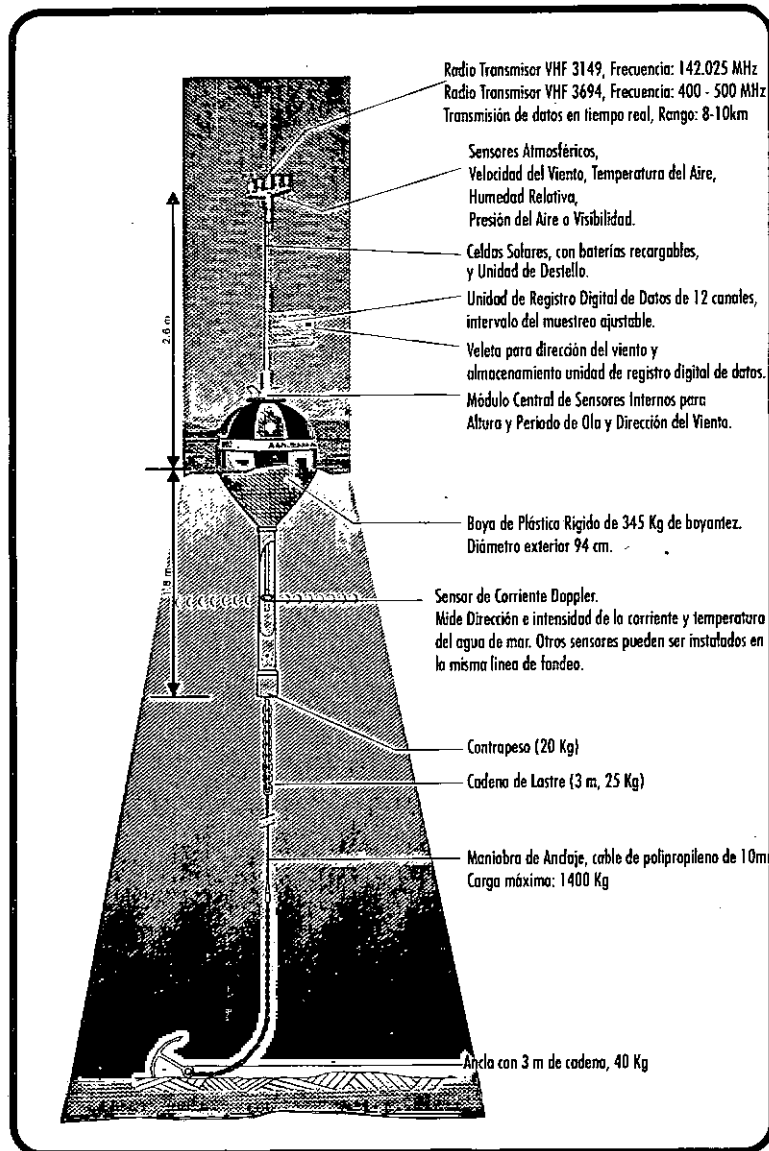 Radio Transmisor VHF 3149, Frecuencia: 142.025 MHz
Radio Transmisor VHF 3694, Frecuencia: 400 - 500 MHz
Transmisión de datos en tiempo real, Rango: 8-10km
Sensores Atmosféricos,
Velocidad del Viento, Temperatura del Aire,
Humedad Relativa,
Presión del Aire o Visibilidad.
Celdas Solares, con baterías recargables,
y Unidad de Destello.
Unidad de Registro Digital de Datos de 12 canales,
intervalo del muestreo ajustable.
2.6 m
Veleta para dirección del viento y
almacenamiento unidad de registro digital de datos.
Módulo Central de Sensores Internos para
Altura y Periodo de Ola y Dirección del Viento.
Boya de Plástico Rígido de 345 Kg de boyantez.
Diámetro exterior 94 cm.
1.8 m
Sensor de Corriente Doppler.
Mide Dirección e intensidad de la corriente y temperatura
del agua de mar. Otros sensores pueden ser instalados en
la misma linea de fondeo.
Contrapeso (20 Kg)
Cadena de Lastre (3 m, 25 Kg)
Maniobra de Anclaje, cable de polipropileno de 10m
Carga máxima: 1400 Kg
Ancla con 3 m de cadena, 40 Kg